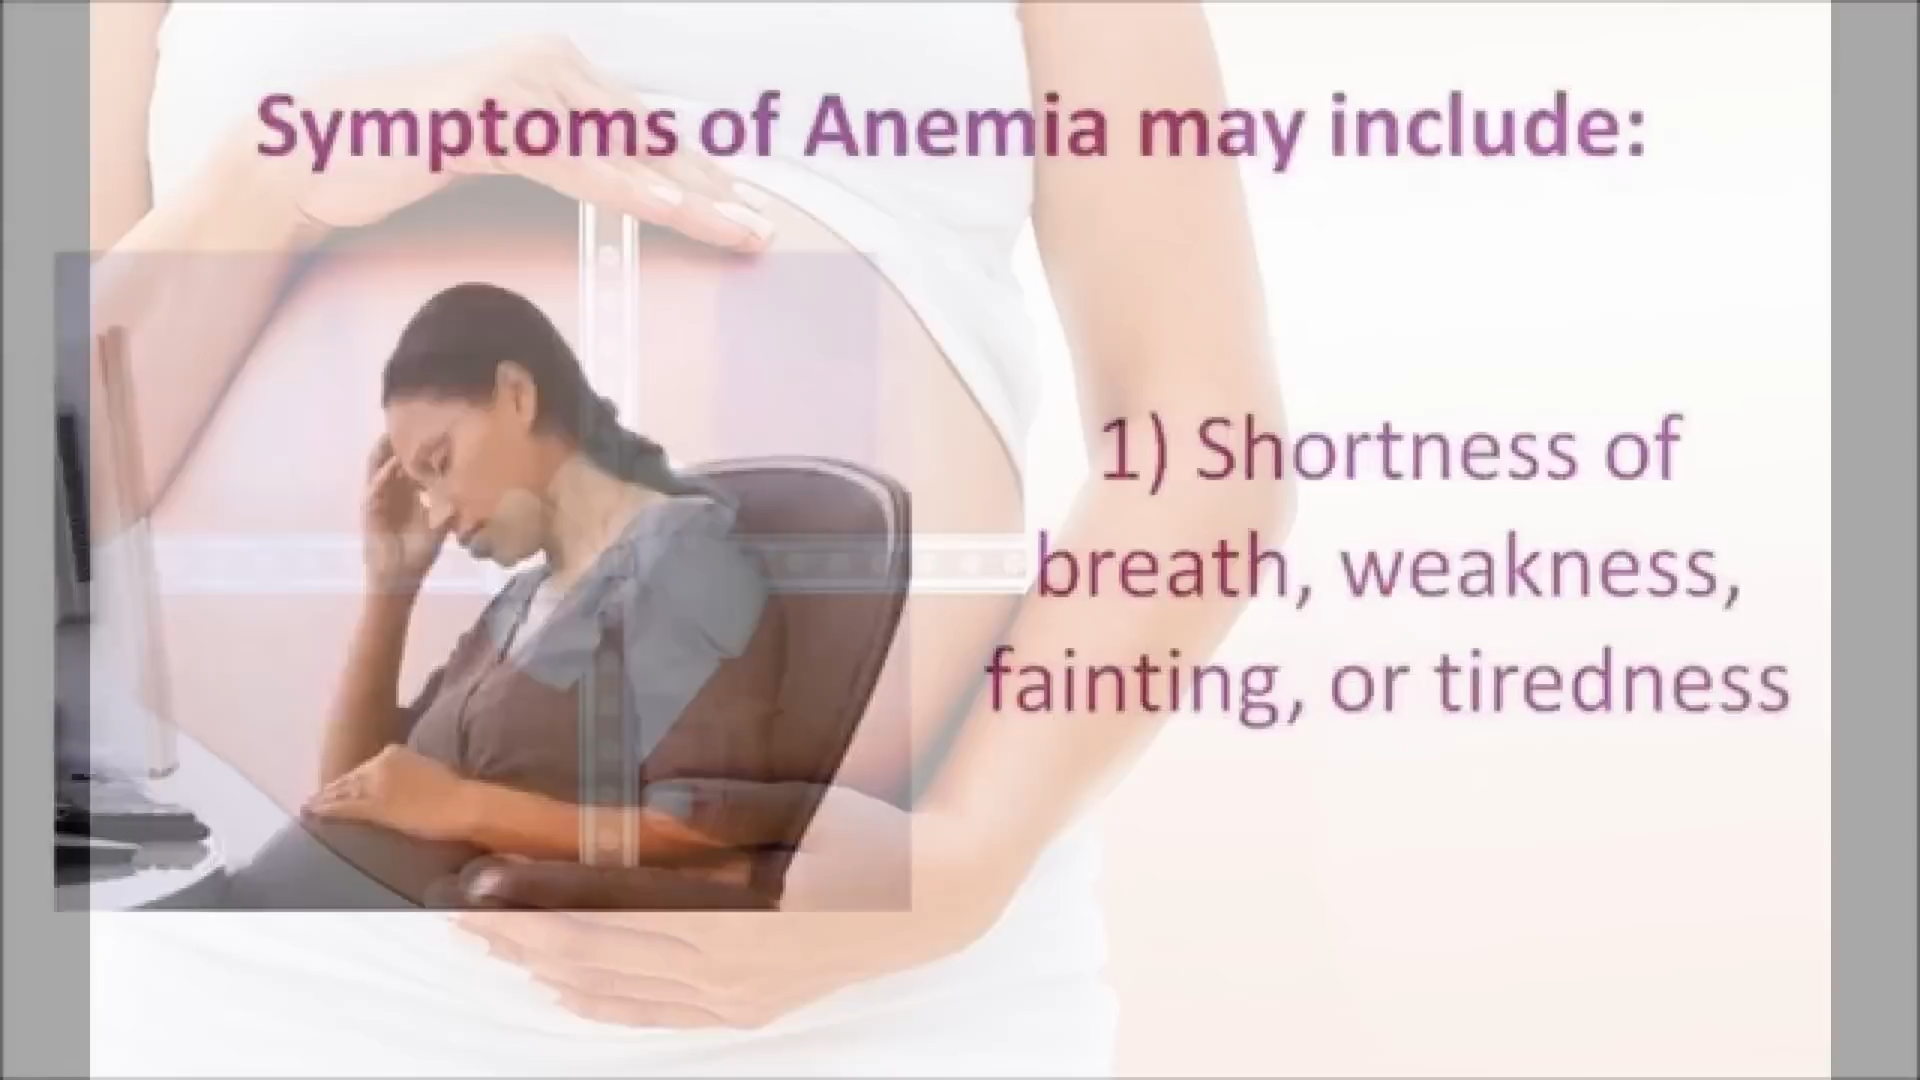 Symptoms of Anemia may include:
1) Shortness of
breath, weakness,
fainting, or tiredness